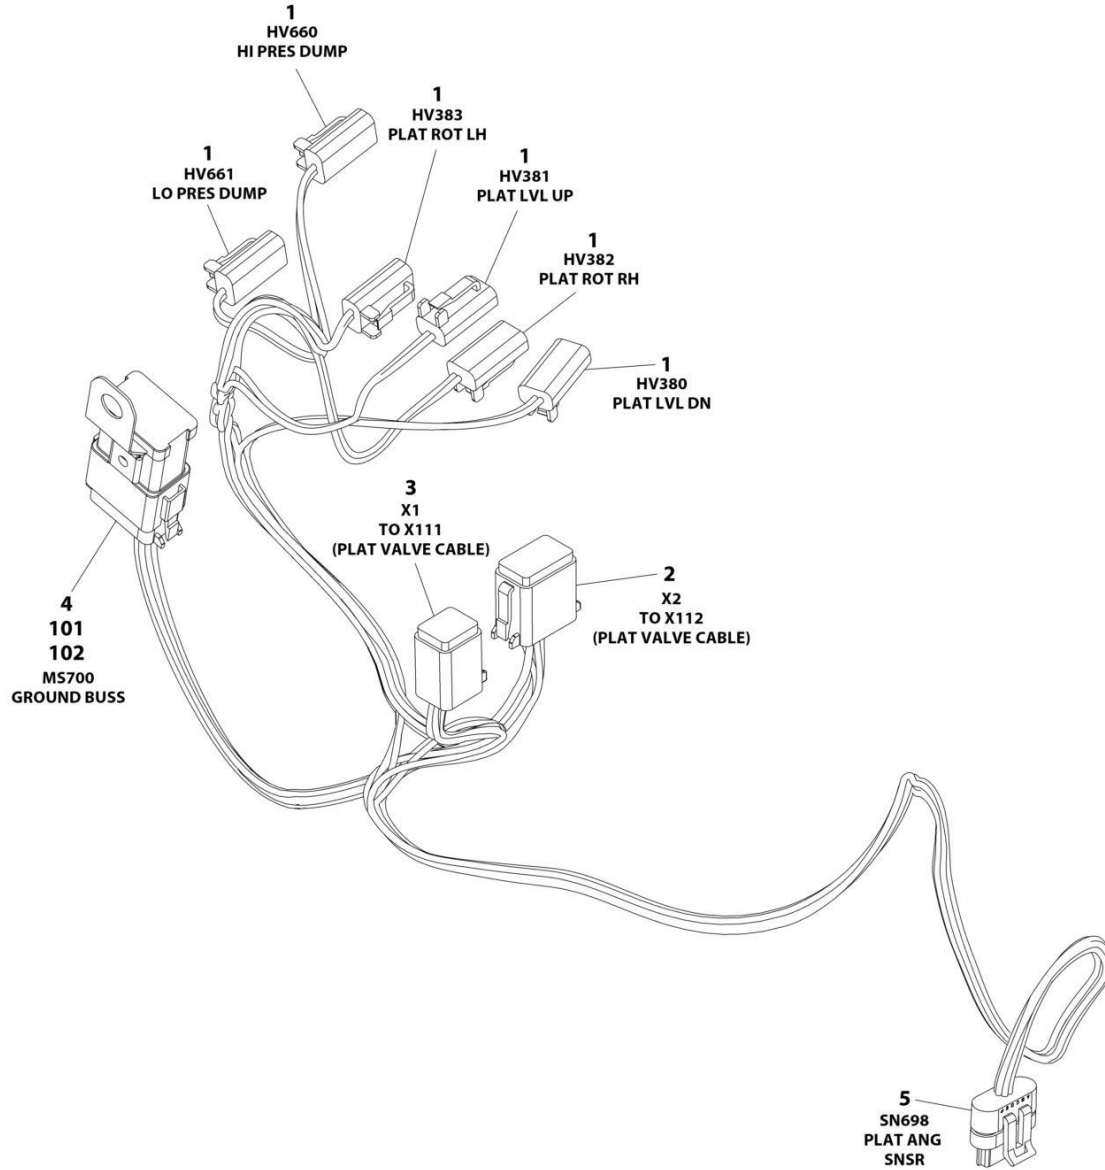 1
HV660
HI PRES DUMP
1
HV383
PLAT ROT LH
1
HV661
LO PRES DUMP
1
HV381
PLAT LVL UP
1
HV382
PLAT ROT RH
1
HV380
PLAT LVL DN
3
X1
TO X111
(PLAT VALVE CABLE)
2
X2
TO X112
(PLAT VALVE CABLE)
4
101
102
MS700
GROUND BUSS
5
SN698
PLAT ANG
SNSR